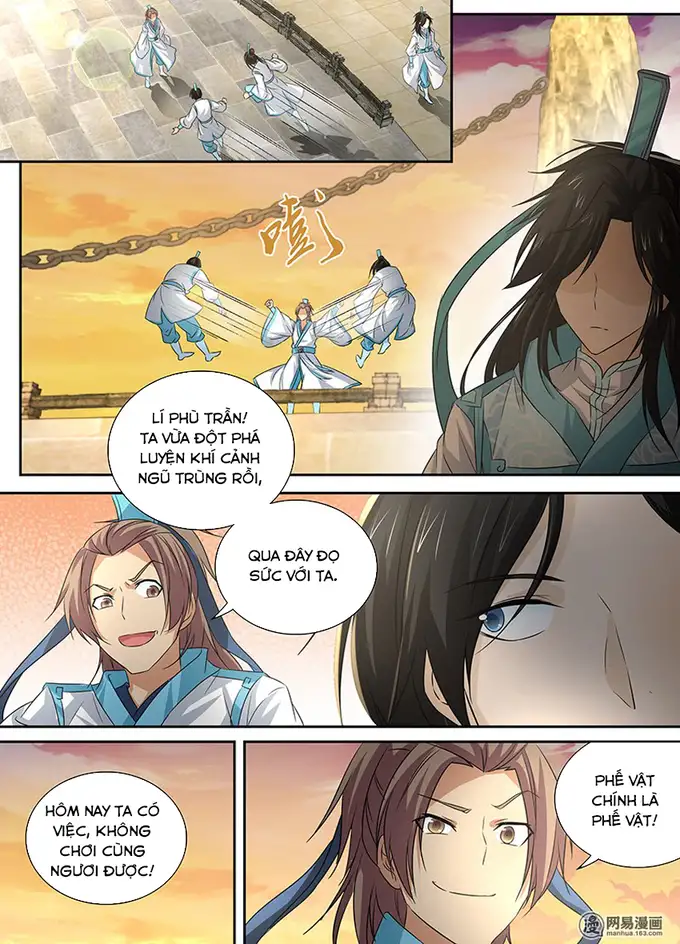 嘭
LÍ PHÙ TRẦN!
TA VỪA ĐỘT PHÁ
LUYỆN KHÍ CẢNH
NGŨ TRÙNG RỒI,
QUA ĐÂY ĐỌ
SỨC VỚI TA.
HÔM NAY TA CÓ
VIỆC, KHÔNG
CHƠI CÙNG
NGƯƠI ĐƯỢC!
PHẾ VẬT
CHÍNH LÀ
PHẾ VẬT!
网易漫画
manhua.163.com